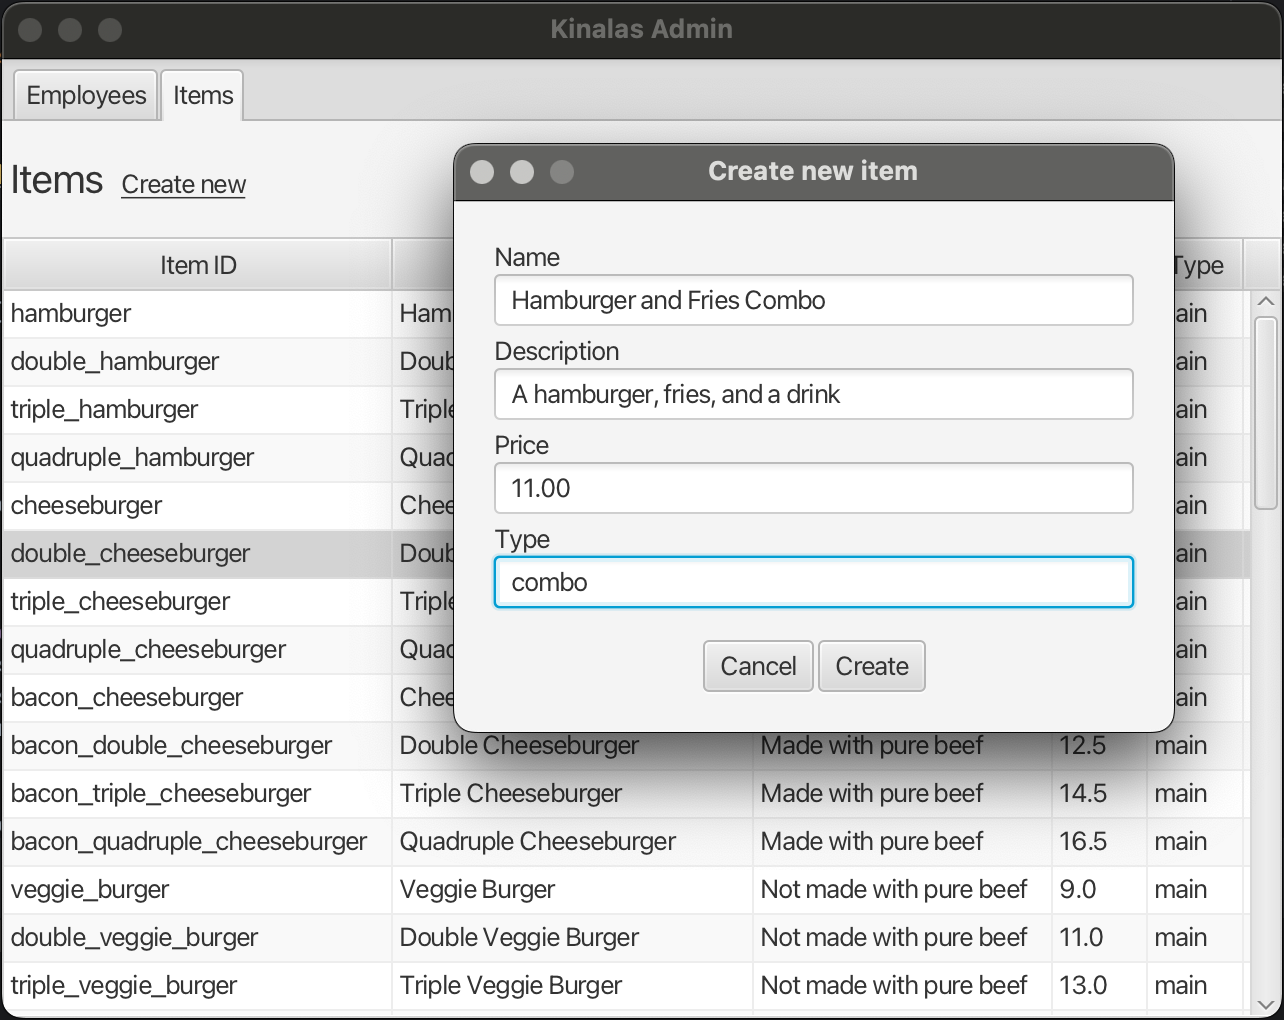 Kinalas Admin
Employees Items
Items Create new
Create new item
Name
Hamburger and Fries Combo
Description
A hamburger, fries, and a drink
Price
11.00
Type
combo
Cancel Create
Item ID Type
hamburger Ham ain
double_hamburger Doub ain
triple_hamburger Triple ain
quadruple_hamburger Quad ain
cheeseburger Chee ain
double_cheeseburger Doub ain
triple_cheeseburger Triple ain
quadruple_cheeseburger Quad ain
bacon_cheeseburger Chee ain
bacon_double_cheeseburger Double Cheeseburger Made with pure beef 12.5 main
bacon_triple_cheeseburger Triple Cheeseburger Made with pure beef 14.5 main
bacon_quadruple_cheeseburger Quadruple Cheeseburger Made with pure beef 16.5 main
veggie_burger Veggie Burger Not made with pure beef 9.0 main
double_veggie_burger Double Veggie Burger Not made with pure beef 11.0 main
triple_veggie_burger Triple Veggie Burger Not made with pure beef 13.0 main